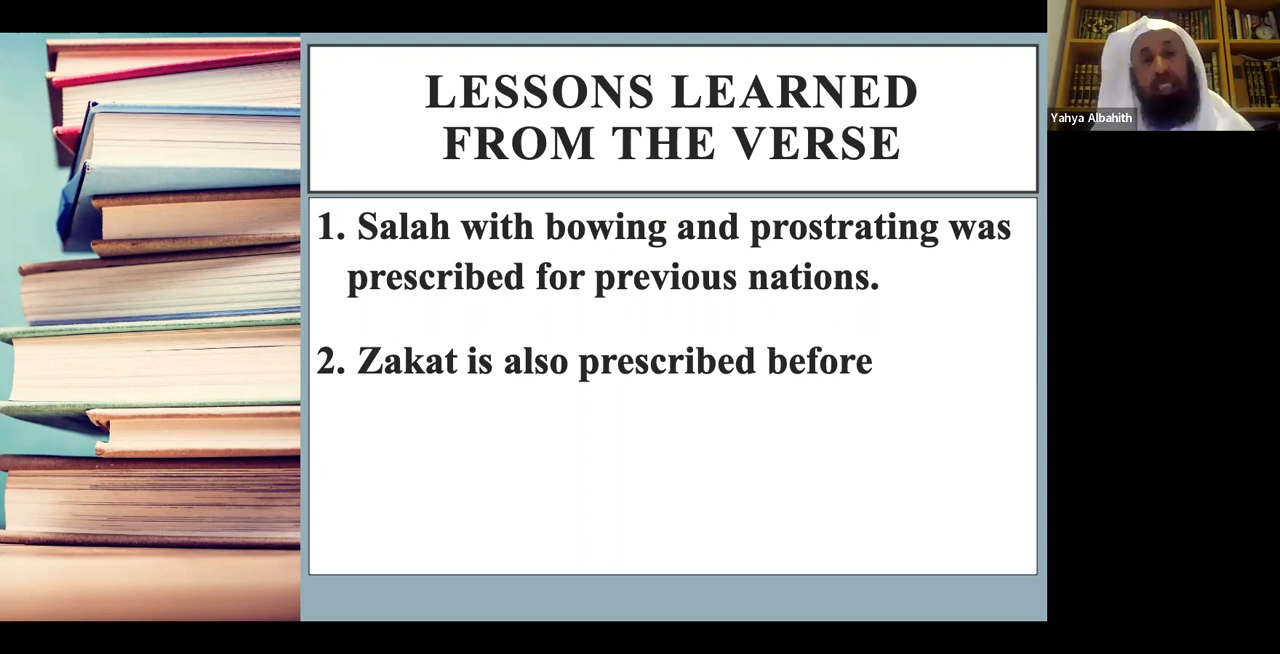 LESSONS LEARNED
FROM THE VERSE
1. Salah with bowing and prostrating was
prescribed for previous nations.
2. Zakat is also prescribed before
Yahya Albahith